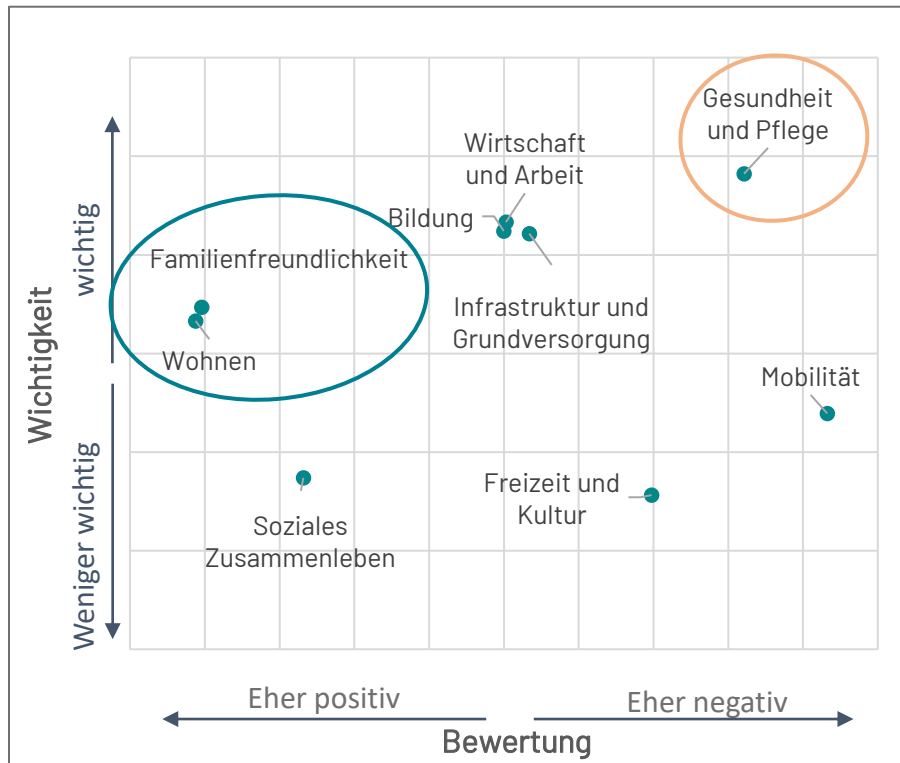 Gesundheit
und Pflege
Wirtschaft
und Arbeit
Bildung
Familienfreundlichkeit
Infrastruktur und
Grundversorgung
Wohnen
Mobilität
Freizeit und
Kultur
Soziales
Zusammenleben
Wichtigkeit
wichtig
Weniger wichtig
Eher positiv
Eher negativ
Bewertung